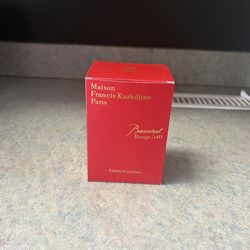 Maison
Francis Kurkdjian
Paris
Baccarat
Rouge 540
Extrait de parfum